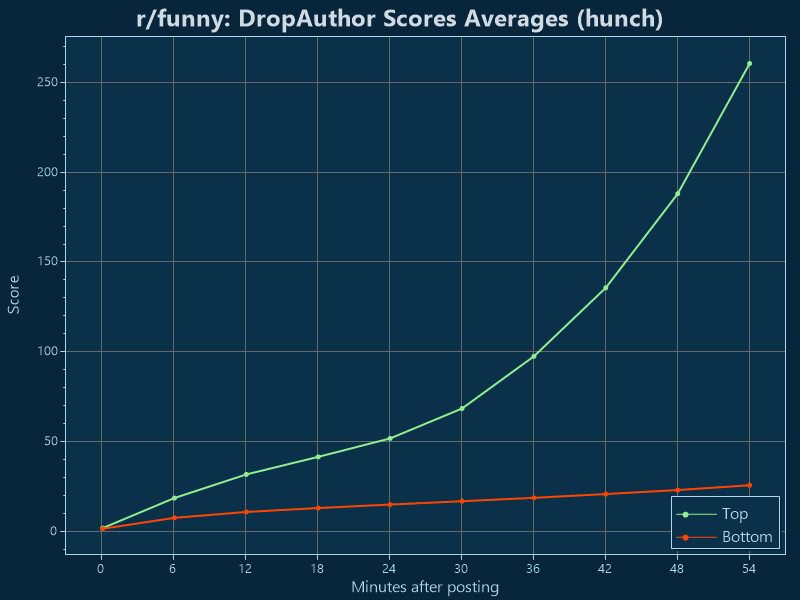 r/funny: DropAuthor Scores Averages (hunch)
250
200
150
100
50
0
Score
0 6 12 18 24 30 36 42 48 54
Minutes after posting
Top
Bottom